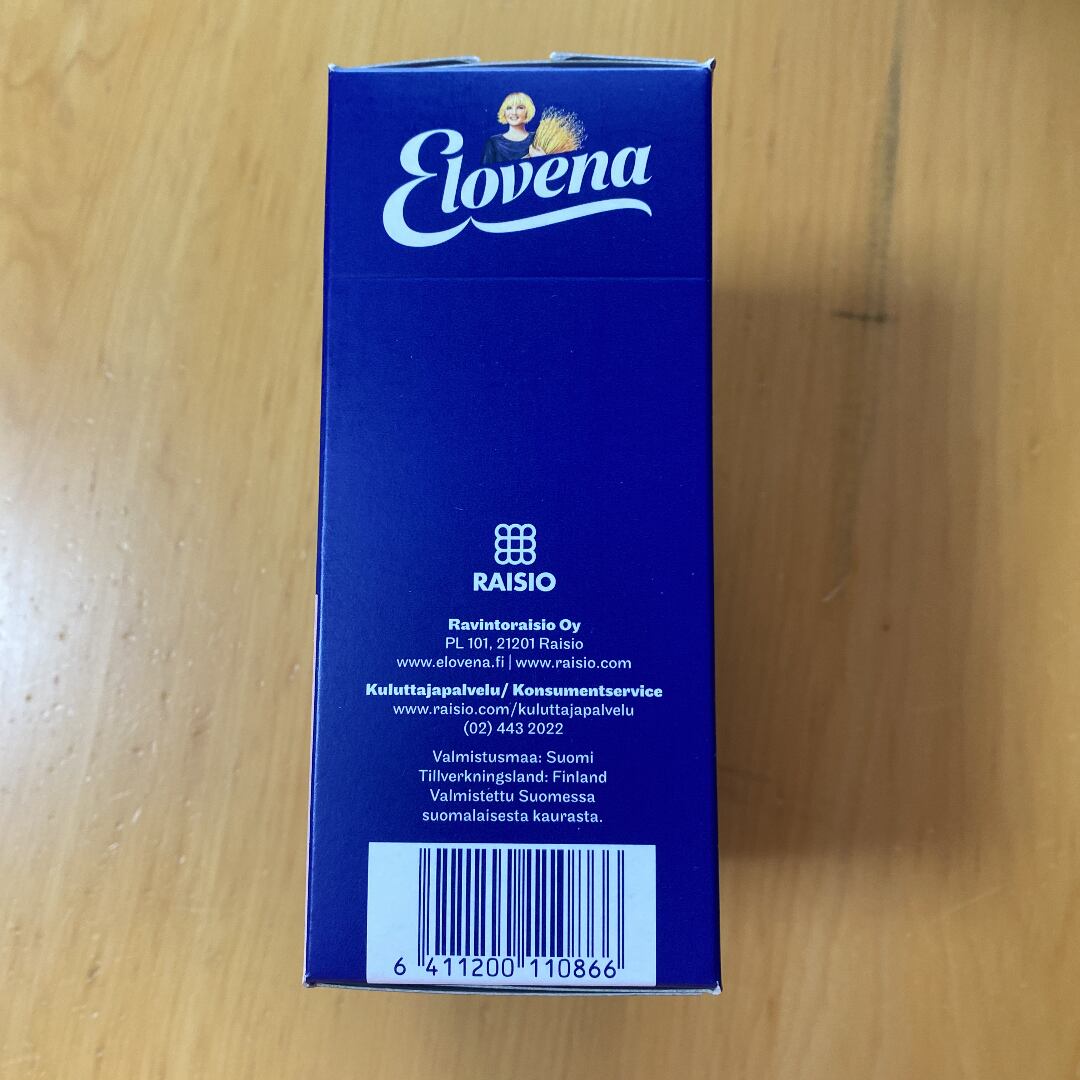 Elovena
RAISIO
Ravintoraisio Oy
PL 101, 21201 Raisio
www.elovena.fi | www.raisio.com
Kuluttajapalvelu/ Konsumentservice
www.raisio.com/kuluttajapalvelu
(02) 443 2022
Valmistusmaa: Suomi
Tillverkningsland: Finland
Valmistettu Suomessa
suomalaisesta kaurasta.
6 411200 110866